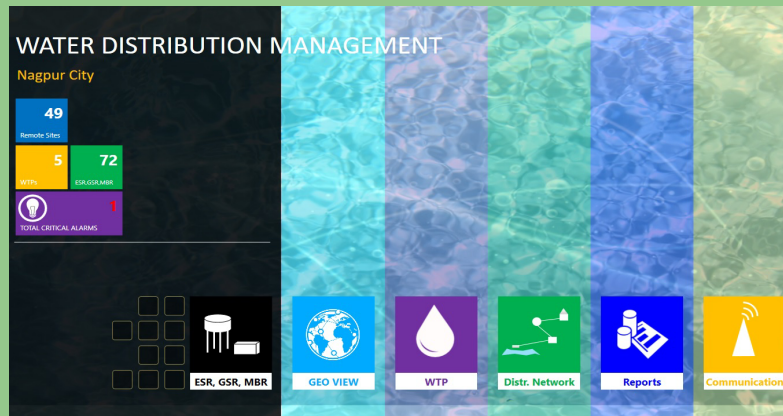 WATER DISTRIBUTION MANAGEMENT
Nagpur City
49
Remote Sites
5
WTPs
72
ESR,GSR,MBR
1
TOTAL CRITICAL ALARMS
ESR, GSR, MBR
GEO VIEW
WTP
Distr. Network
Reports
Communication